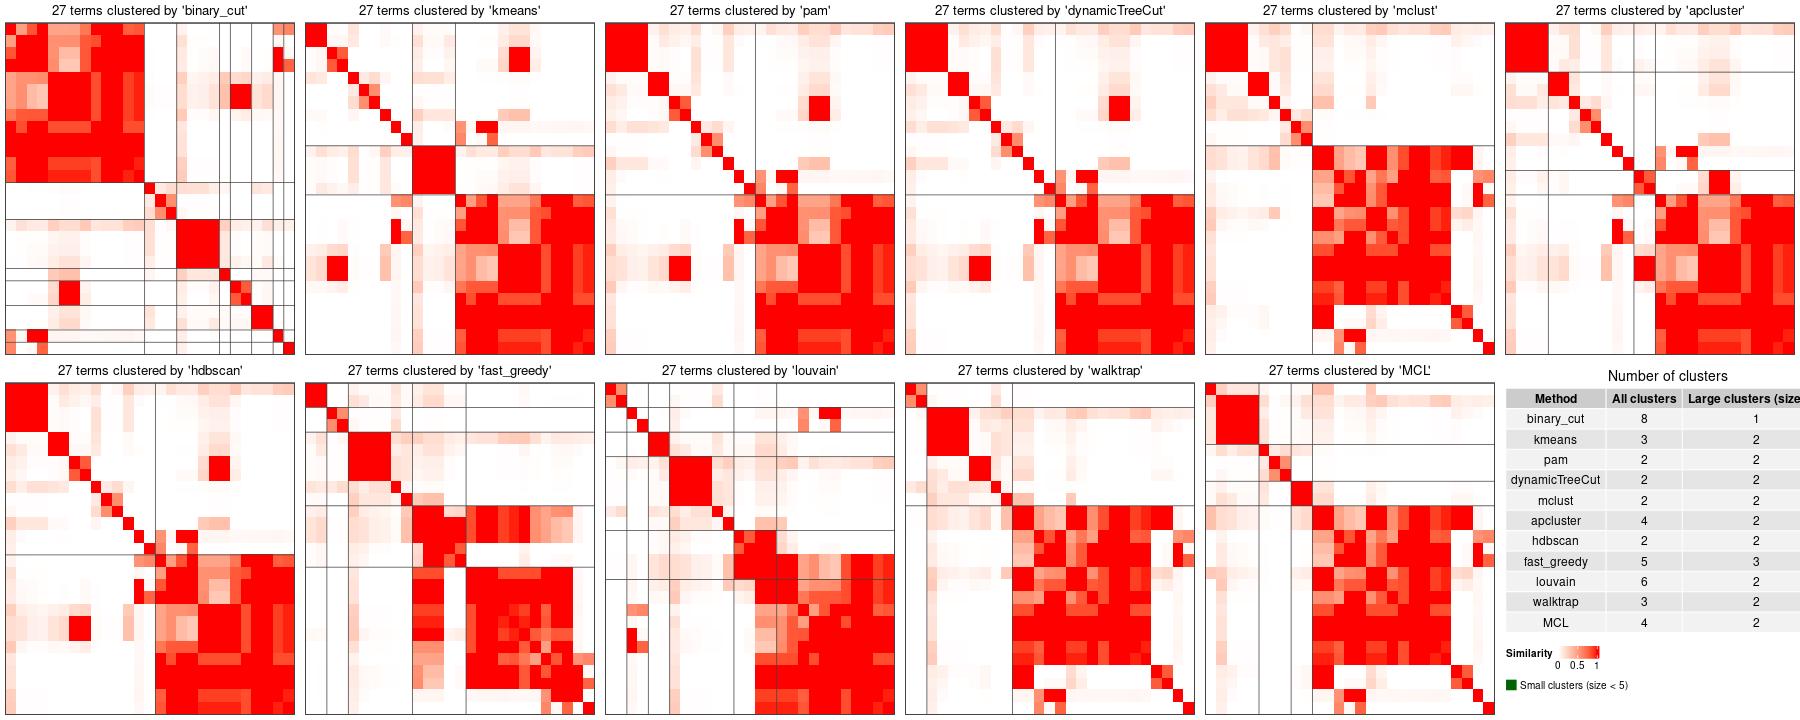 27 terms clustered by 'binary_cut'
27 terms clustered by 'kmeans'
27 terms clustered by 'pam'
27 terms clustered by 'dynamicTreeCut'
27 terms clustered by 'mclust'
27 terms clustered by 'apcluster'
27 terms clustered by 'hdbscan'
27 terms clustered by 'fast_greedy'
27 terms clustered by 'louvain'
27 terms clustered by 'walktrap'
27 terms clustered by 'MCL'
Number of clusters
Method All clusters Large clusters (size
binary_cut 8 1
kmeans 3 2
pam 2 2
dynamicTreeCut 2 2
mclust 2 2
apcluster 4 2
hdbscan 2 2
fast_greedy 5 3
louvain 6 2
walktrap 3 2
MCL 4 2
Similarity
0 0.5 1
Small clusters (size < 5)